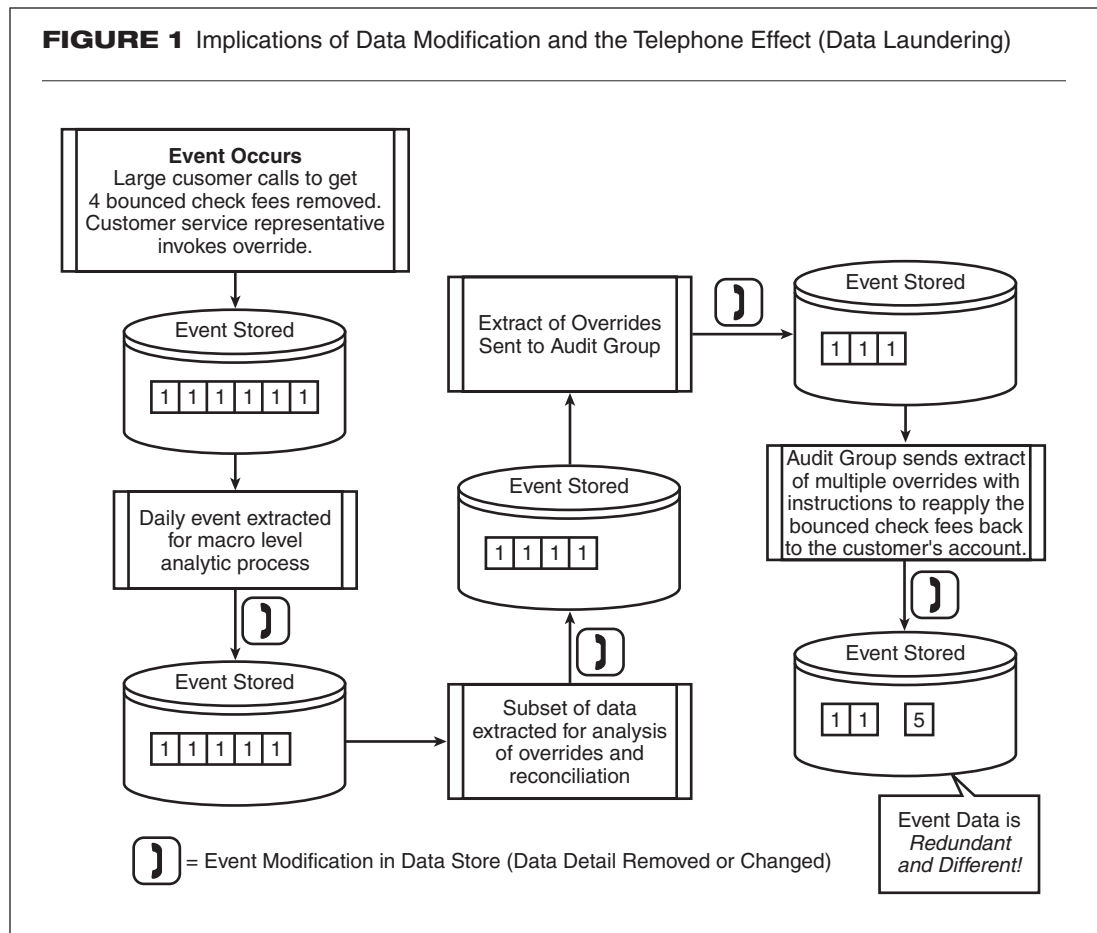 FIGURE 1 Implications of Data Modification and the Telephone Effect (Data Laundering)
Event Occurs
Large cusomer calls to get
4 bounced check fees removed.
Customer service representative
invokes override.
Event Stored
1 1 1 1 1 1
Daily event extracted
for macro level
analytic process
Event Stored
1 1 1 1 1
Subset of data
extracted for analysis
of overrides and
reconciliation
Event Stored
1 1 1 1
Extract of Overrides
Sent to Audit Group
Event Stored
1 1 1
Audit Group sends extract
of multiple overrides with
instructions to reapply the
bounced check fees back
to the customer's account.
Event Stored
1 1 5
Event Data is
Redundant
and Different!
= Event Modification in Data Store (Data Detail Removed or Changed)